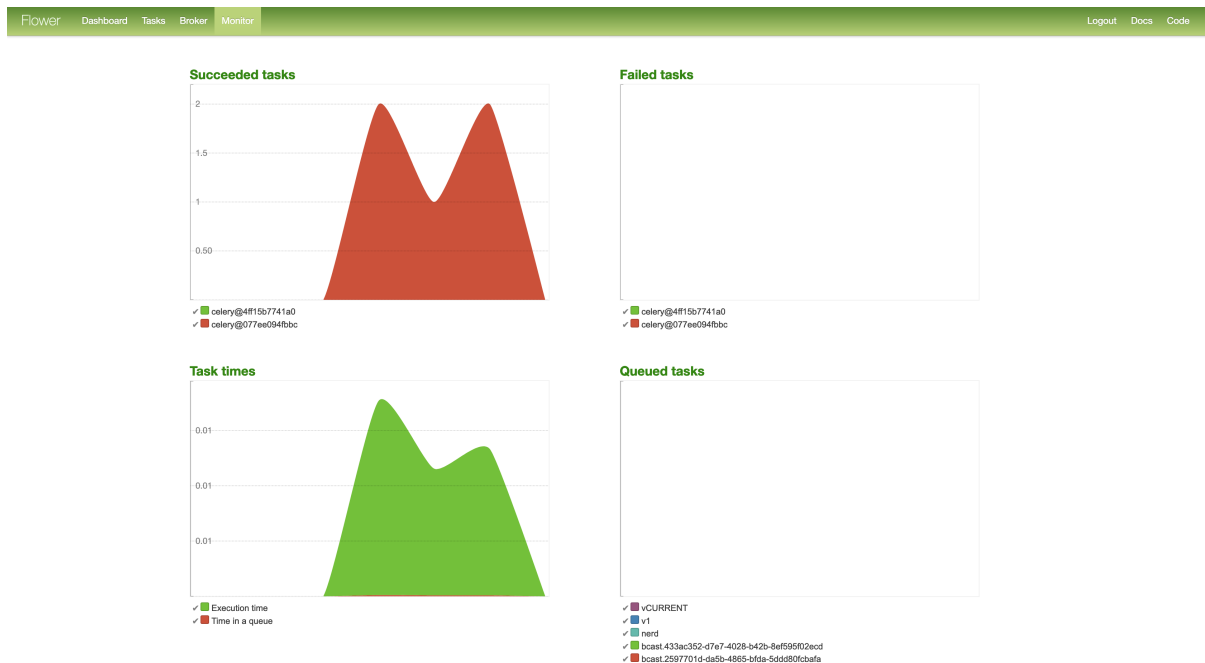 Flower Dashboard Tasks Broker Monitor Logout Docs Code
Succeeded tasks
2
1.5
1
0.50
✔ celery@4ff15b7741a0
✔ celery@077ee094fbbc
Failed tasks
✔ celery@4ff15b7741a0
✔ celery@077ee094fbbc
Task times
0.01
0.01
0.01
✔ Execution time
✔ Time in a queue
Queued tasks
✔ vCURRENT
✔ v1
✔ nerd
✔ bcast.433ac352-d7e7-4028-b42b-8ef595f02ecd
✔ bcast.2597701d-da5b-4865-bfda-5ddd80fcbafa